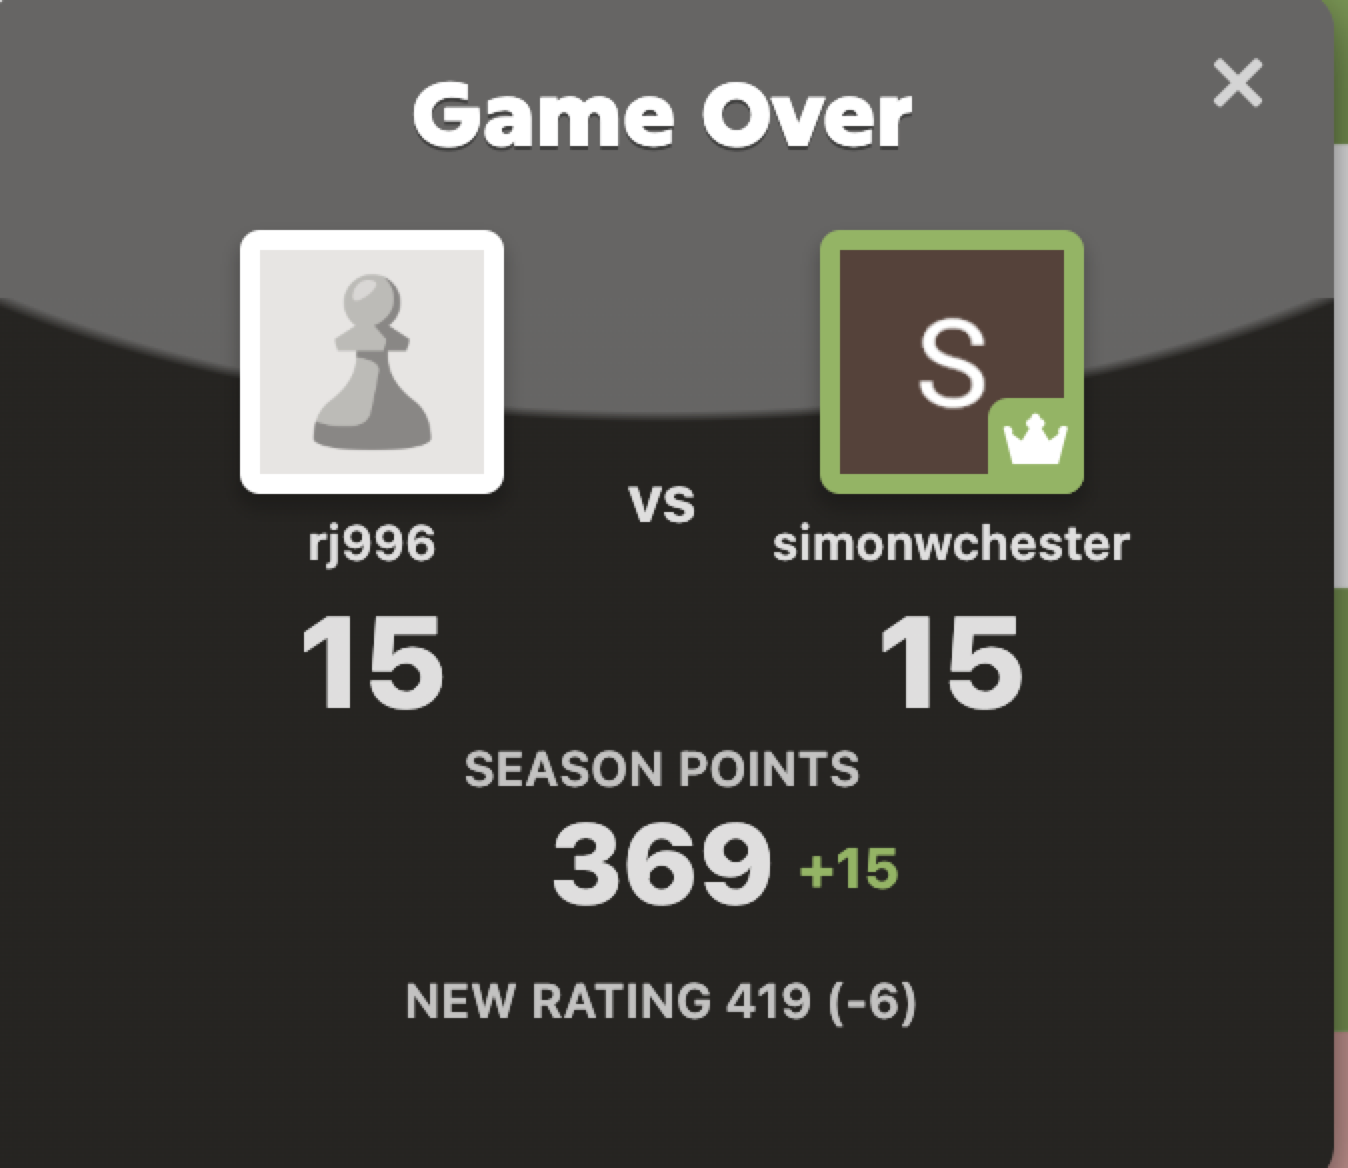 Game Over
S
vs
rj996
simonwchester
15
15
SEASON POINTS
369 +15
NEW RATING 419 (-6)